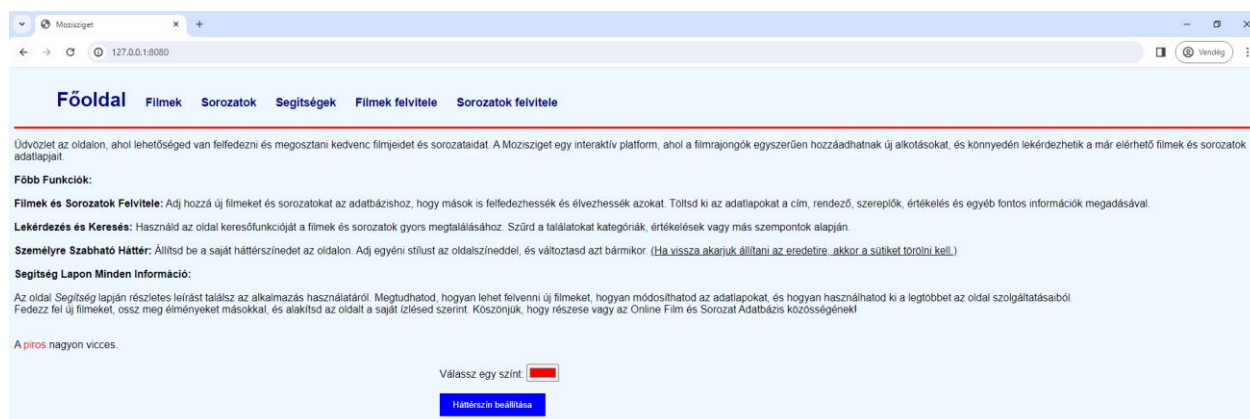 Mozisziget
127.0.0.1:8080
Vendég
Főoldal Filmek Sorozatok Segítségek Filmek felvitele Sorozatok felvitele
Üdvözlet az oldalon, ahol lehetőséged van felfedezni és megosztani kedvenc filmjeidet és sorozataidat. A Mozisziget egy interaktív platform, ahol a filmrajongók egyszerűen hozzáadhatnak új alkotásokat, és könnyedén lekérdezhetik a már elérhető filmek és sorozatok
adatlapjait.
Főbb Funkciók:
Filmek és Sorozatok Felvitele: Adj hozzá új filmeket és sorozatokat az adatbázishoz, hogy mások is felfedezhessék és élvezhessék azokat. Töltsd ki az adatlapokat a cím, rendező, szereplők, értékelés és egyéb fontos információk megadásával.
Lekérdezés és Keresés: Használd az oldal keresőfunkcióját a filmek és sorozatok gyors megtalálásához. Szűrd a találatokat kategóriák, értékelések vagy más szempontok alapján.
Személyre Szabható Háttér: Állítsd be a saját háttérszínedet az oldalon. Adj egyéni stílust az oldalszíneddel, és változtasd azt bármikor. (Ha vissza akarjuk állítani az eredetire, akkor a sütiket törölni kell.)
Segítség Lapon Minden Információ:
Az oldal Segítség lapján részletes leírást találsz az alkalmazás használatáról. Megtudhatod, hogyan lehet felvenni új filmeket, hogyan módosíthatod az adatlapokat, és hogyan használhatod ki a legtöbbet az oldal szolgáltatásaiból.
Fedezz fel új filmeket, ossz meg élményeket másokkal, és alakítsd az oldalt a saját ízlésed szerint. Köszönjük, hogy részese vagy az Online Film és Sorozat Adatbázis közösségének!
A piros nagyon vicces.
Válassz egy színt:
Háttérszín beállítása